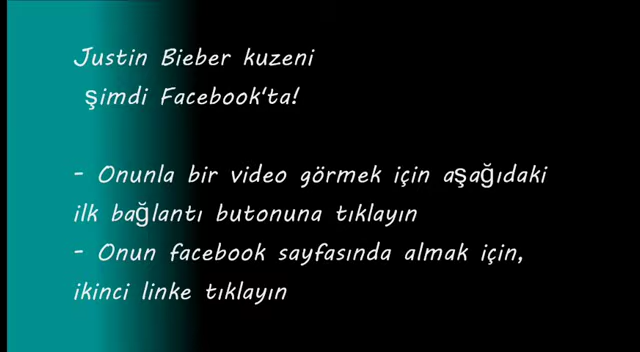 Justin Bieber kuzeni
şimdi Facebook'ta!
- Onunla bir video görmek için aşağıdaki
ilk bağlantı butonuna tıklayın
- Onun facebook sayfasında almak için,
ikinci linke tıklayın